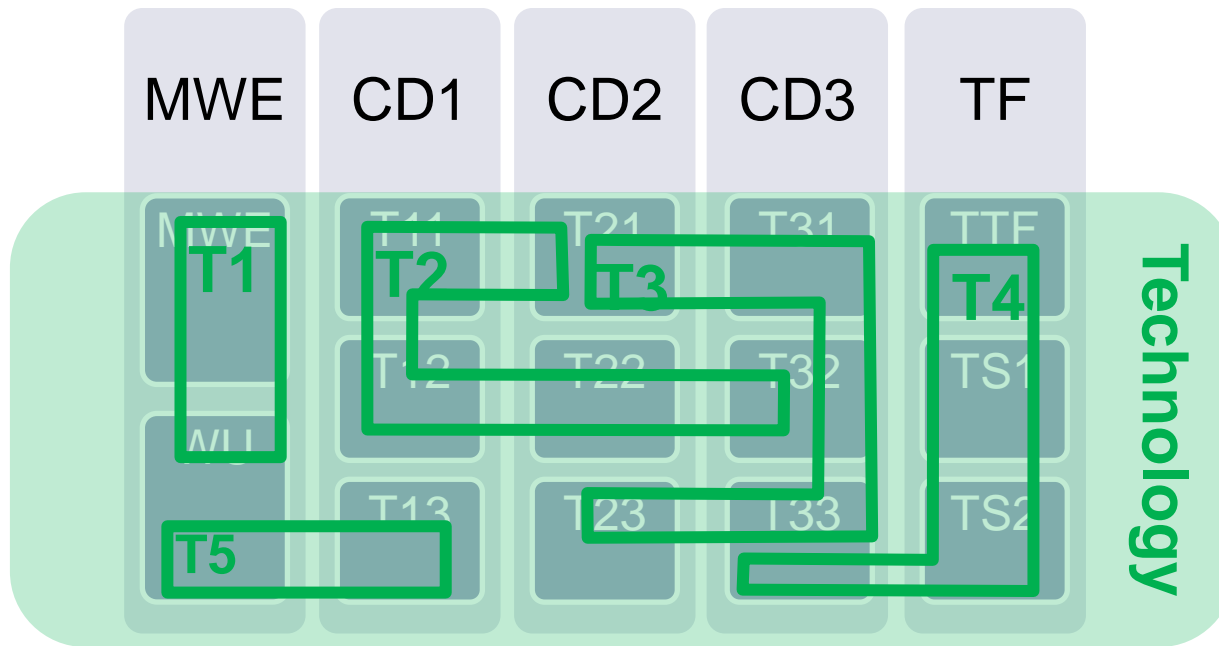 MWE CD1 CD2 CD3 TF
MWE T11 T21 T31 TTF
T1 T2 T3 T4
T12 T22 T32 TS1
WU
T13 T23 T33 TS2
T5
Technology